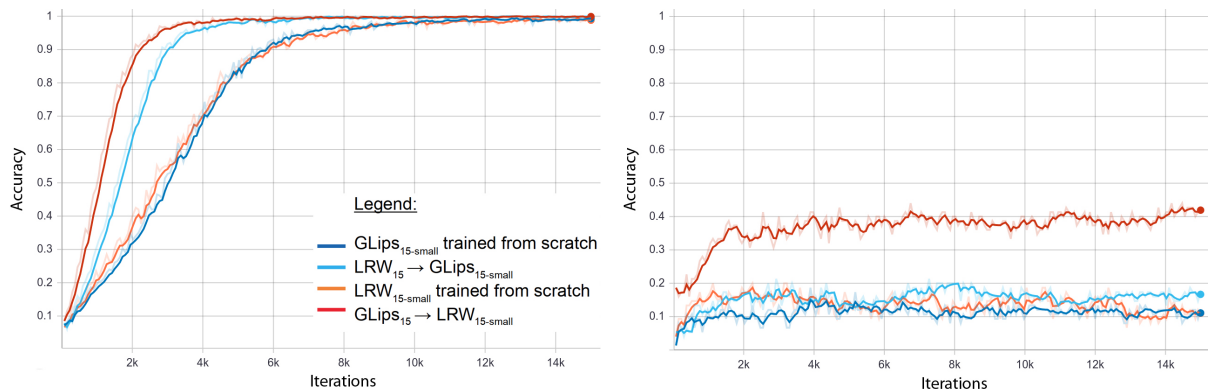 1
0.9
0.8
0.7
0.6
0.5
0.4
0.3
0.2
0.1
Accuracy
2k 4k 6k 8k 10k 12k 14k
Iterations
Legend:
GLips15-small trained from scratch
LRW15 → GLips15-small
LRW15-small trained from scratch
GLips15 → LRW15-small
1
0.9
0.8
0.7
0.6
0.5
0.4
0.3
0.2
0.1
Accuracy
2k 4k 6k 8k 10k 12k 14k
Iterations